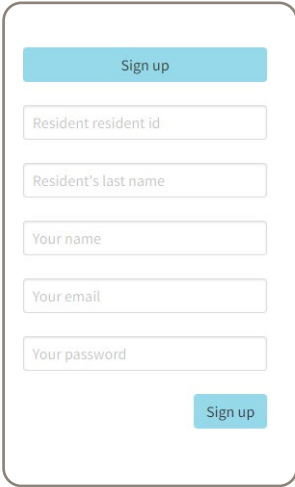 Sign up
Resident resident id
Resident's last name
Your name
Your email
Your password
Sign up